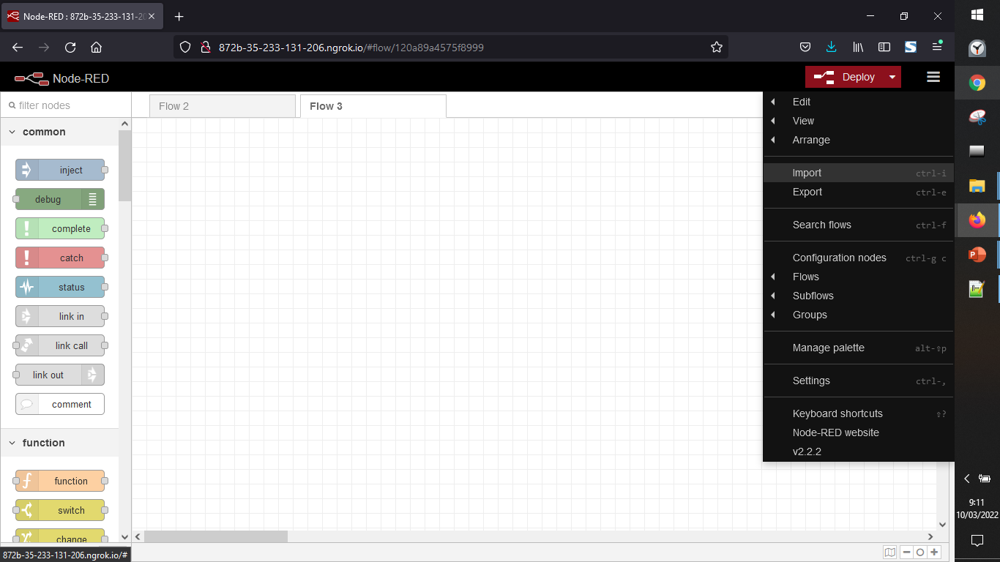 Node-RED : 872b-35-233-131-20
872b-35-233-131-206.ngrok.io/#flow/120a89a4575f8999
Node-RED
Deploy
filter nodes
Flow 2
Flow 3
common
inject
debug
complete
catch
status
link in
link call
link out
comment
function
function
switch
change
872b-35-233-131-206.ngrok.io/#
Edit
View
Arrange
Import ctrl-i
Export ctrl-e
Search flows ctrl-f
Configuration nodes ctrl-g c
Flows
Subflows
Groups
Manage palette alt-⇧p
Settings ctrl-,
Keyboard shortcuts ⇧?
Node-RED website
v2.2.2
9:11
10/03/2022